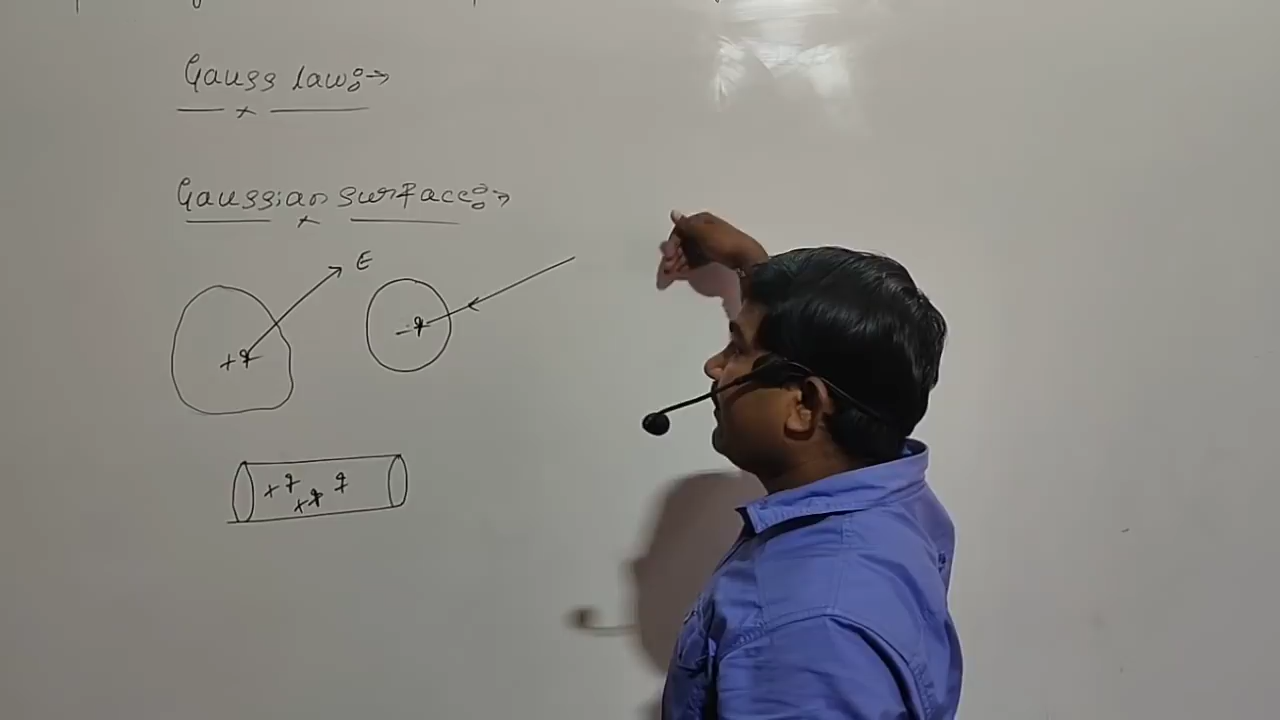 Gauss law:→
Gaussian surface:→
E
+q
-q
+q q
+q